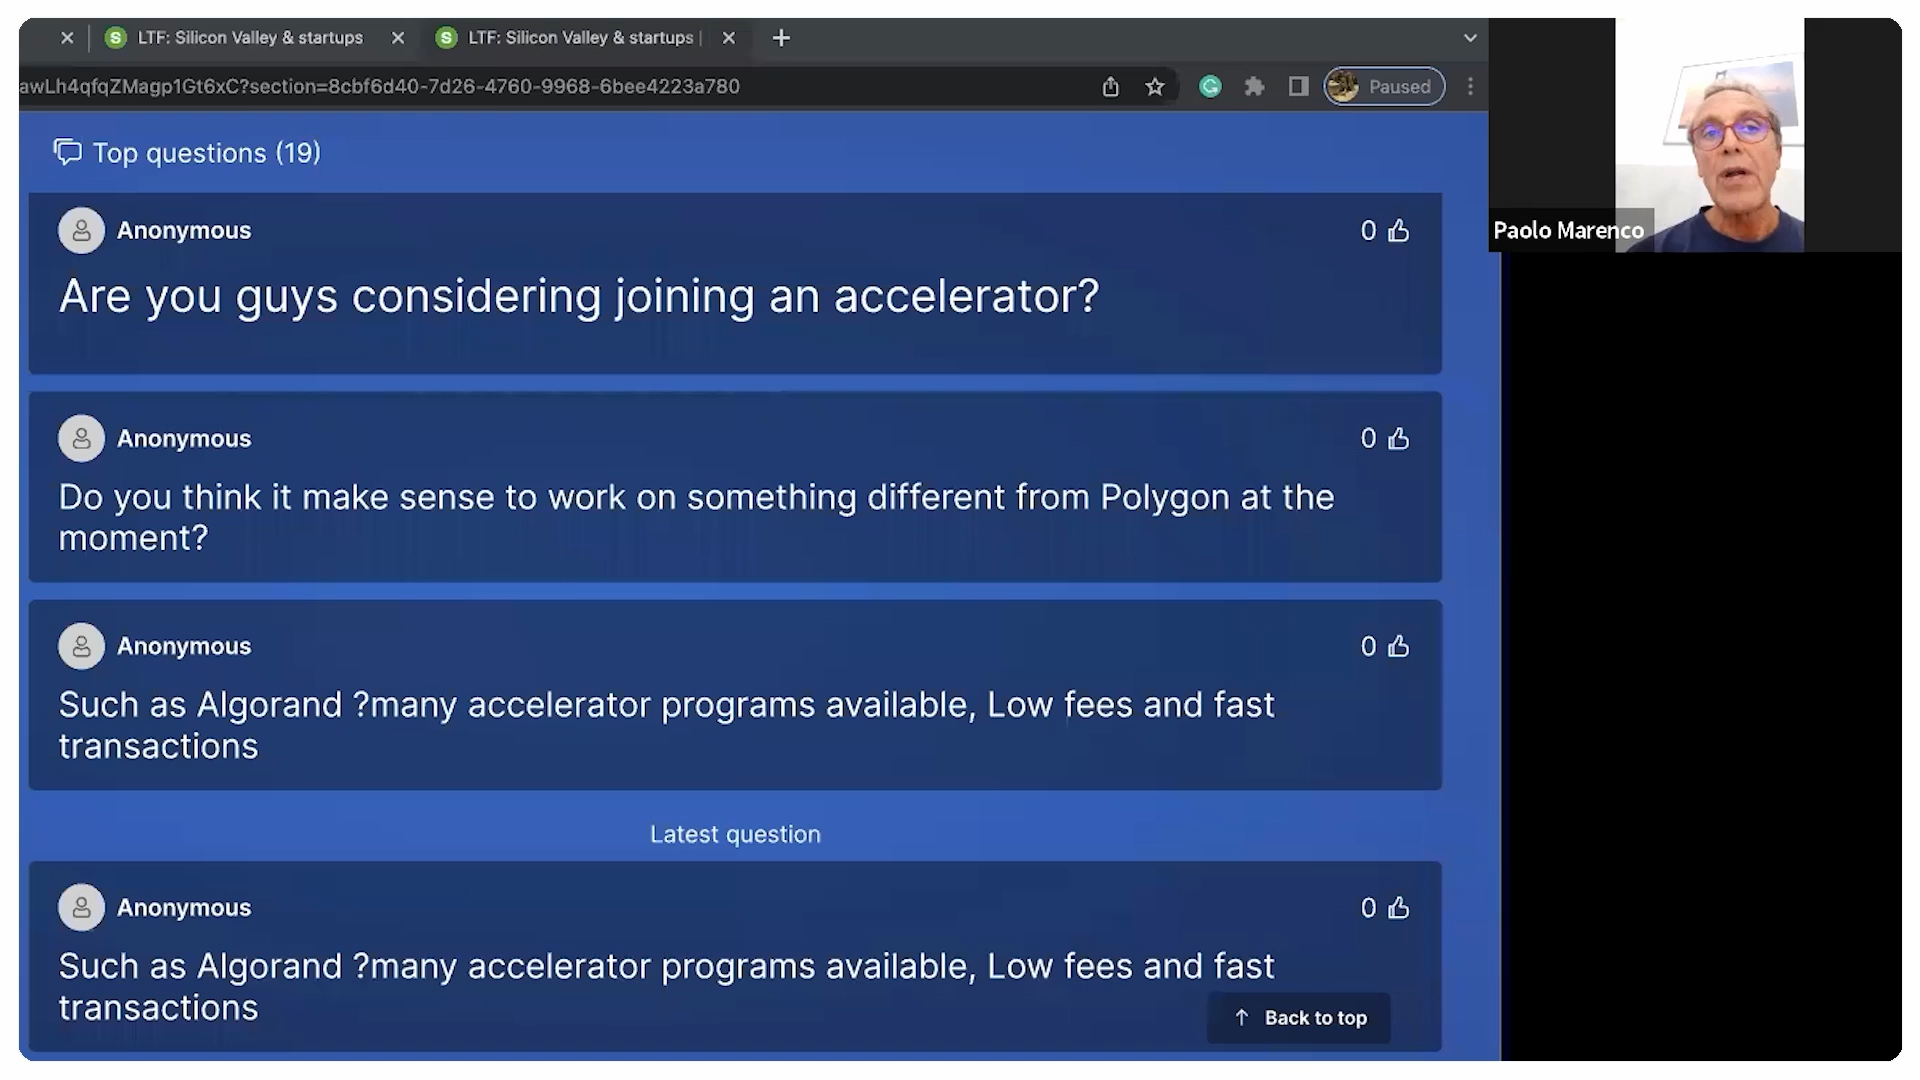 LTF: Silicon Valley & startups
LTF: Silicon Valley & startups |
awLh4qfqZMagp1Gt6xC?section=8cbf6d40-7d26-4760-9968-6bee4223a780
Paused
Top questions (19)
Anonymous
0
Are you guys considering joining an accelerator?
Paolo Marenco
Anonymous
0
Do you think it make sense to work on something different from Polygon at the
moment?
Anonymous
0
Such as Algorand ?many accelerator programs available, Low fees and fast
transactions
Latest question
Anonymous
0
Such as Algorand ?many accelerator programs available, Low fees and fast
transactions
Back to top